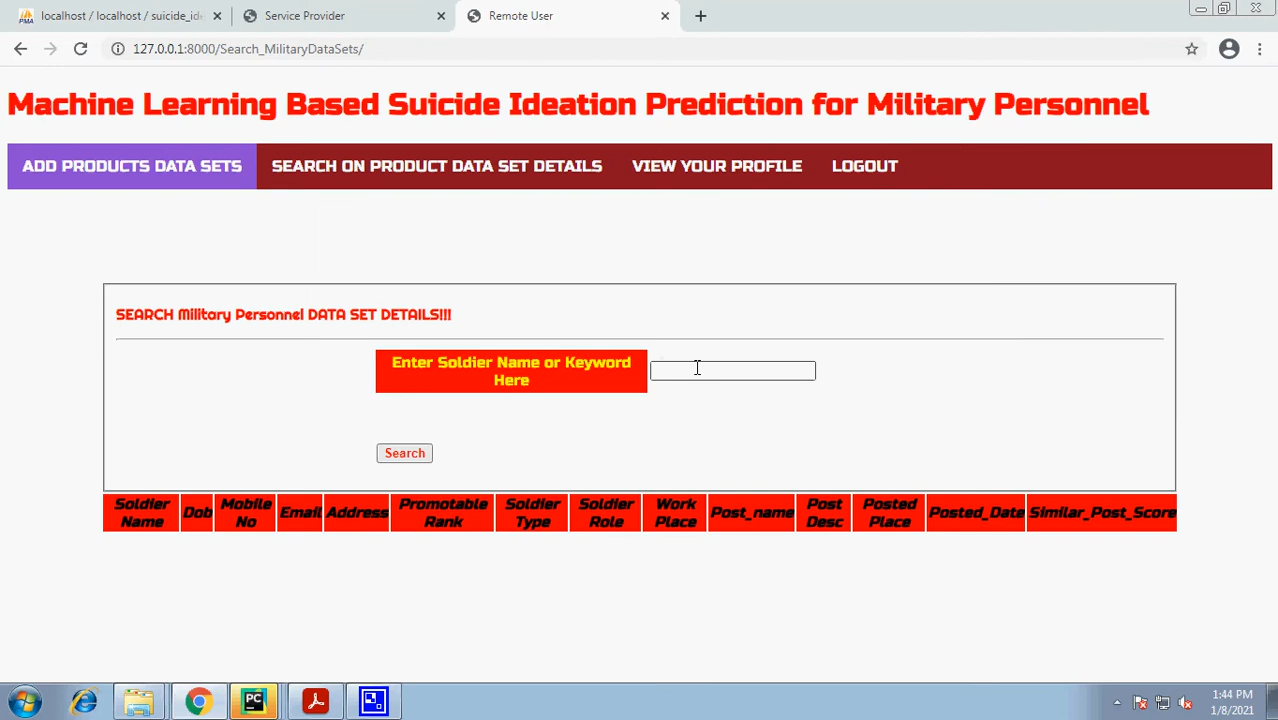 localhost / localhost / suicide_ide
Service Provider
Remote User
127.0.0.1:8000/Search_MilitaryDataSets/
Machine Learning Based Suicide Ideation Prediction for Military Personnel
ADD PRODUCTS DATA SETS SEARCH ON PRODUCT DATA SET DETAILS VIEW YOUR PROFILE LOGOUT
SEARCH Military Personnel DATA SET DETAILS!!!
Enter Soldier Name or Keyword
Here
Search
Soldier Name Dob Mobile No Email Address Promotable Rank Soldier Type Soldier Role Work Place Post_name Post Desc Posted Place Posted_Date Similar_Post_Score
PC
1:44 PM
1/8/2021